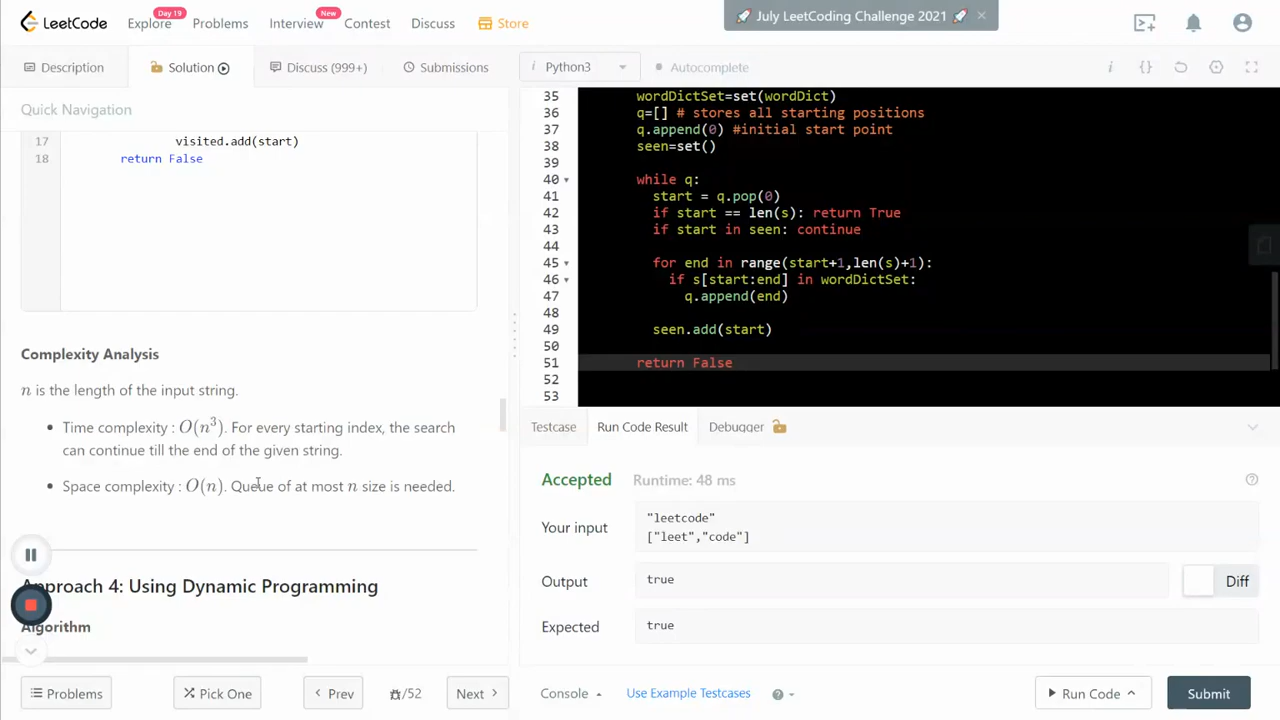 LeetCode
Day 19
Explore
Problems
New
Interview
Contest
Discuss
Store
🚀 July LeetCoding Challenge 2021 🚀
Description
Solution
Discuss (999+)
Submissions
i Python3
Autocomplete
Quick Navigation
17 visited.add(start)
18 return False
Complexity Analysis
n is the length of the input string.
• Time complexity : O(n³). For every starting index, the search
can continue till the end of the given string.
• Space complexity : O(n). Queue of at most n size is needed.
Approach 4: Using Dynamic Programming
Algorithm
Problems
Pick One
Prev
/52
Next
35 wordDictSet=set(wordDict)
36 q=[] # stores all starting positions
37 q.append(0) #initial start point
38 seen=set()
39
40 while q:
41 start = q.pop(0)
42 if start == len(s): return True
43 if start in seen: continue
44
45 for end in range(start+1,len(s)+1):
46 if s[start:end] in wordDictSet:
47 q.append(end)
48
49 seen.add(start)
50
51 return False
52
53
Testcase
Run Code Result
Debugger
Accepted
Runtime: 48 ms
Your input
"leetcode"
["leet","code"]
Output
true
Diff
Expected
true
Console
Use Example Testcases
Run Code
Submit